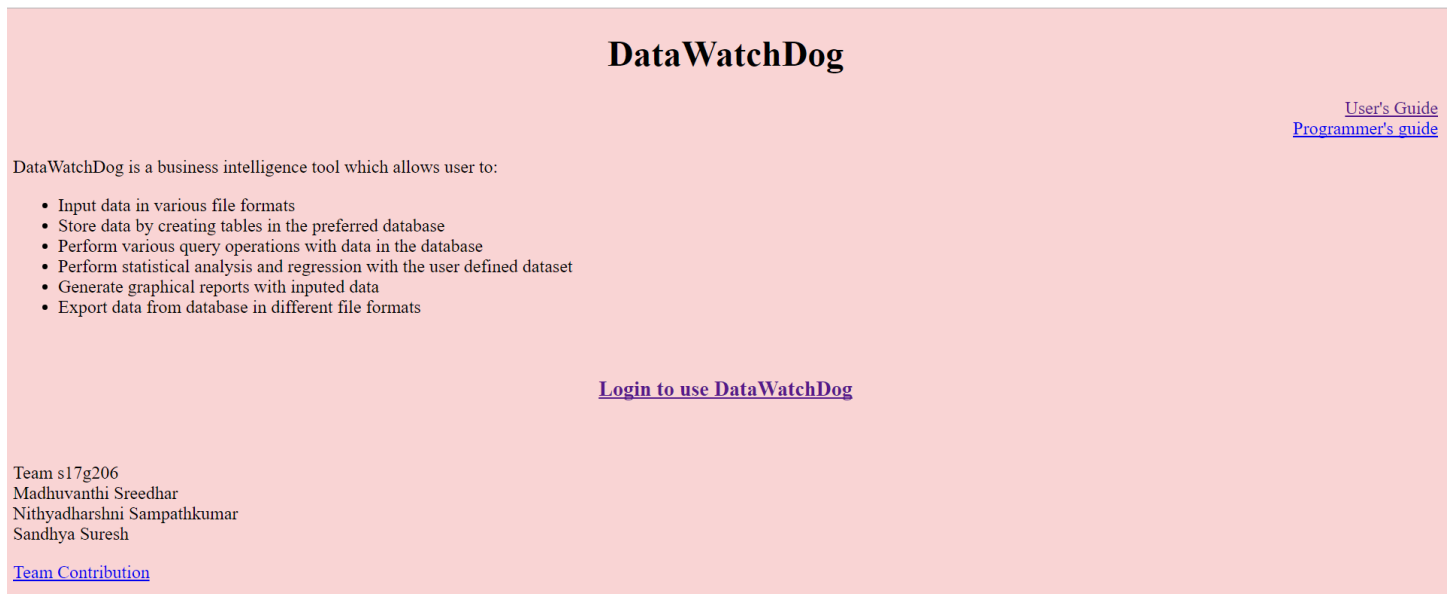 DataWatchDog
User's Guide
Programmer's guide
DataWatchDog is a business intelligence tool which allows user to:
Input data in various file formats
Store data by creating tables in the preferred database
Perform various query operations with data in the database
Perform statistical analysis and regression with the user defined dataset
Generate graphical reports with inputed data
Export data from database in different file formats
Login to use DataWatchDog
Team s17g206
Madhuvanthi Sreedhar
Nithyadharshni Sampathkumar
Sandhya Suresh
Team Contribution